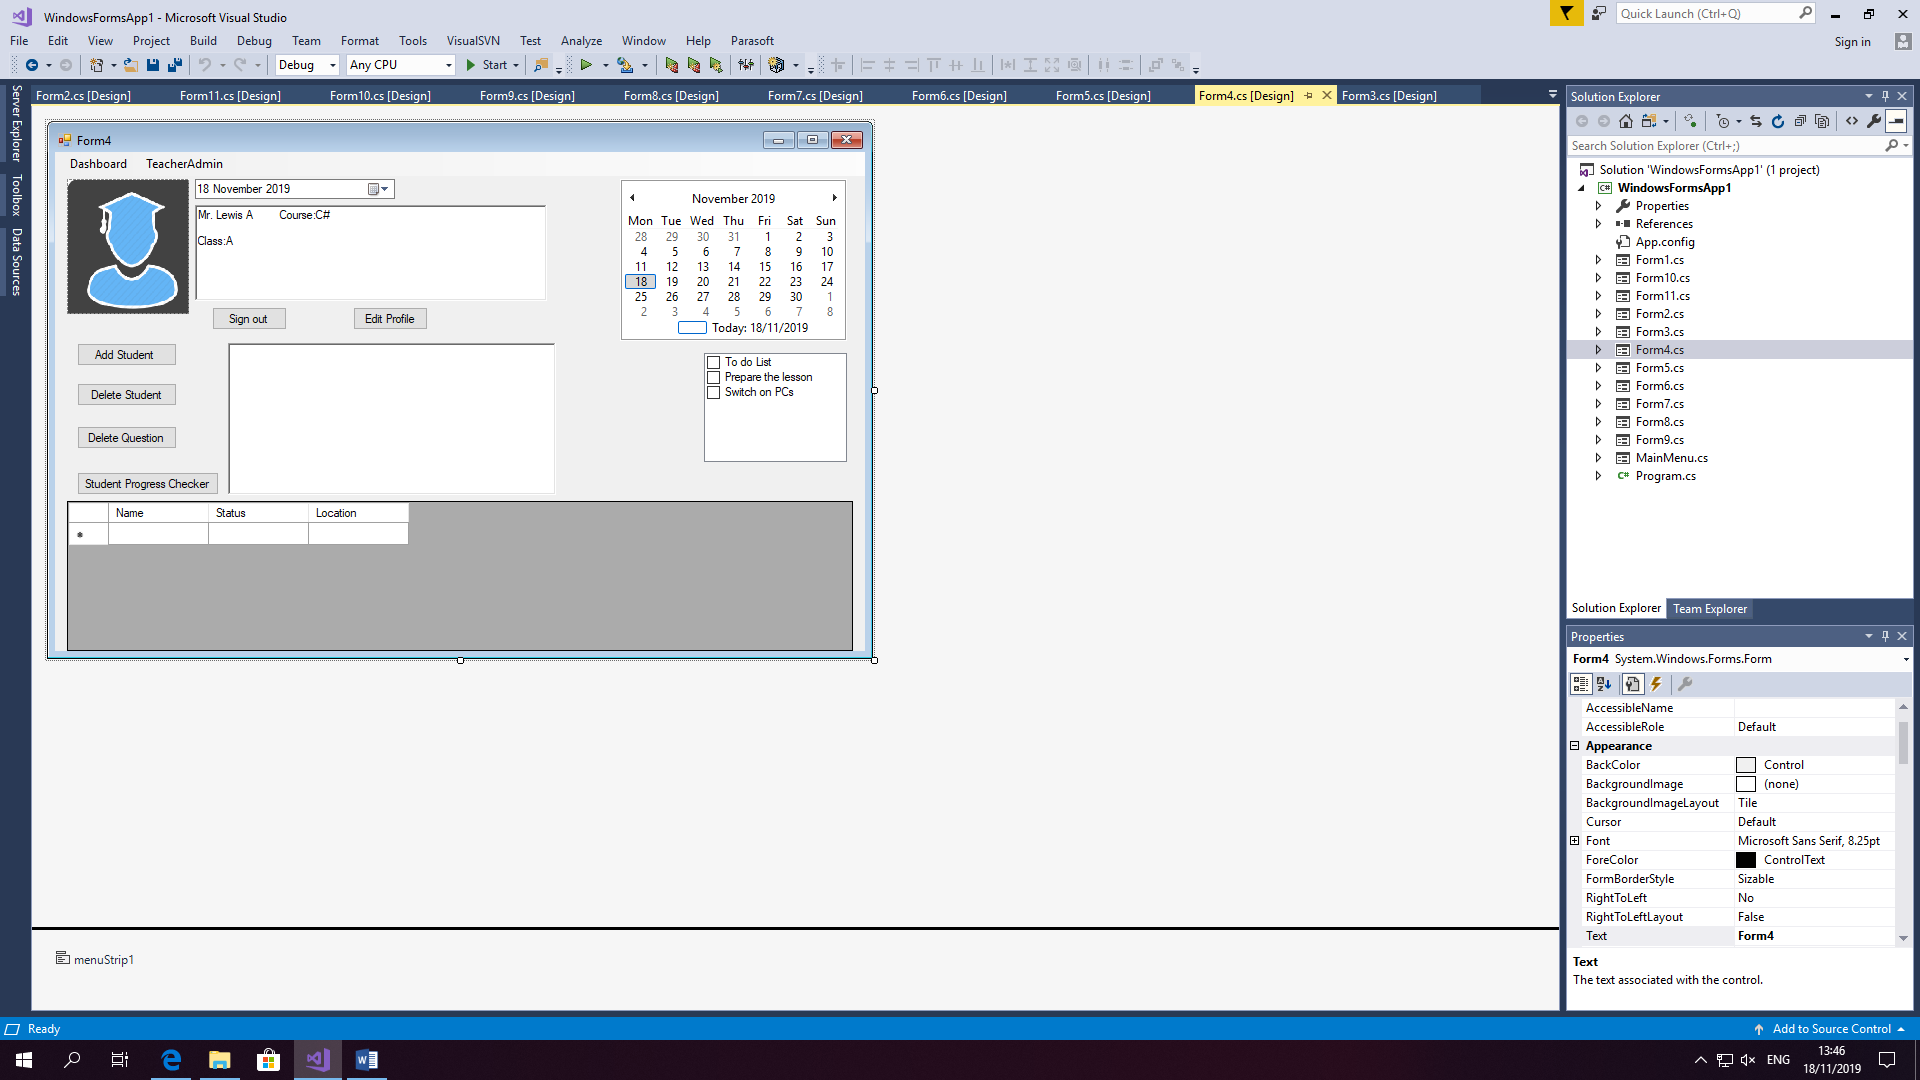 WindowsFormsApp1 - Microsoft Visual Studio
Quick Launch (Ctrl+Q)
File Edit View Project Build Debug Team Format Tools VisualSVN Test Analyze Window Help Parasoft
Sign in
Debug Any CPU Start
Form2.cs [Design] Form11.cs [Design] Form10.cs [Design] Form9.cs [Design] Form8.cs [Design] Form7.cs [Design] Form6.cs [Design] Form5.cs [Design] Form4.cs [Design] Form3.cs [Design]
Server Explorer
Toolbox
Data Sources
Form4
Dashboard TeacherAdmin
18 November 2019
Mr. Lewis A Course:C#
Class:A
Sign out Edit Profile
November 2019
Mon Tue Wed Thu Fri Sat Sun
28 29 30 31 1 2 3
4 5 6 7 8 9 10
11 12 13 14 15 16 17
18 19 20 21 22 23 24
25 26 27 28 29 30 1
2 3 4 5 6 7 8
Today: 18/11/2019
Add Student
Delete Student
Delete Question
Student Progress Checker
To do List
Prepare the lesson
Switch on PCs
Name Status Location
menuStrip1
Solution Explorer
Search Solution Explorer (Ctrl+;)
Solution 'WindowsFormsApp1' (1 project)
C# WindowsFormsApp1
Properties
References
App.config
Form1.cs
Form10.cs
Form11.cs
Form2.cs
Form3.cs
Form4.cs
Form5.cs
Form6.cs
Form7.cs
Form8.cs
Form9.cs
MainMenu.cs
C# Program.cs
Solution Explorer Team Explorer
Properties
Form4 System.Windows.Forms.Form
AccessibleName
AccessibleRole Default
Appearance
BackColor Control
BackgroundImage (none)
BackgroundImageLayout Tile
Cursor Default
Font Microsoft Sans Serif, 8.25pt
ForeColor ControlText
FormBorderStyle Sizable
RightToLeft No
RightToLeftLayout False
Text Form4
Text
The text associated with the control.
Ready
Add to Source Control
ENG
13:46
18/11/2019